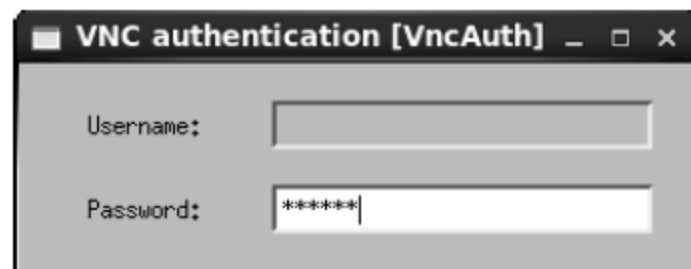 VNC authentication [VncAuth]
Username:
Password: ******